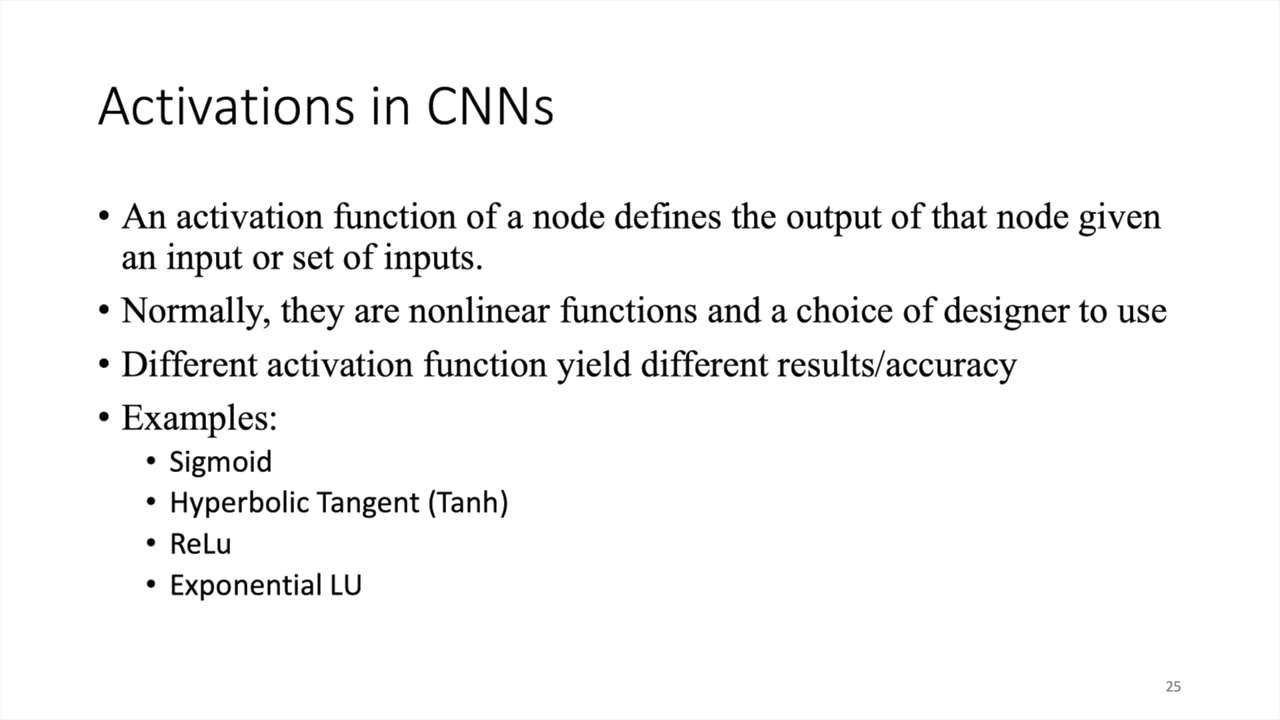 Activations in CNNs
• An activation function of a node defines the output of that node given
an input or set of inputs.
• Normally, they are nonlinear functions and a choice of designer to use
• Different activation function yield different results/accuracy
• Examples:
• Sigmoid
• Hyperbolic Tangent (Tanh)
• ReLu
• Exponential LU
25